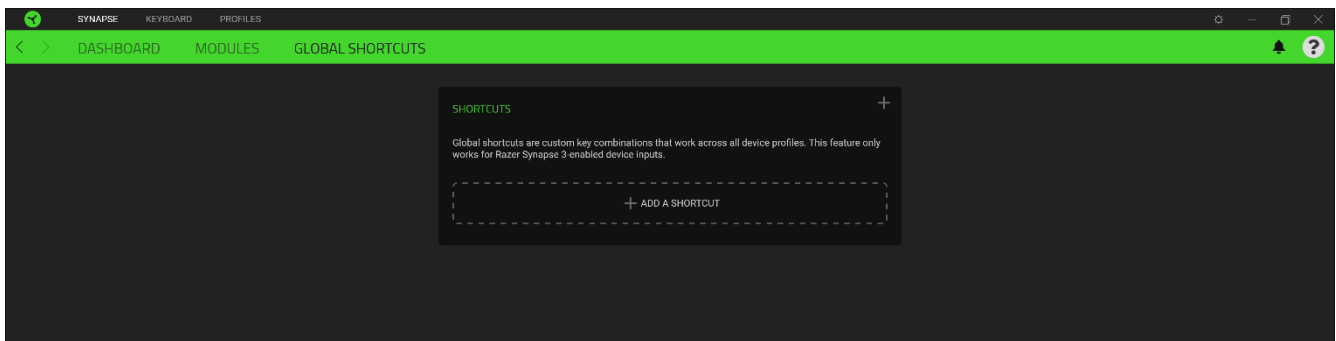 SYNAPSE KEYBOARD PROFILES
DASHBOARD MODULES GLOBAL SHORTCUTS
?
SHORTCUTS
Global shortcuts are custom key combinations that work across all device profiles. This feature only
works for Razer Synapse 3-enabled device inputs.
ADD A SHORTCUT